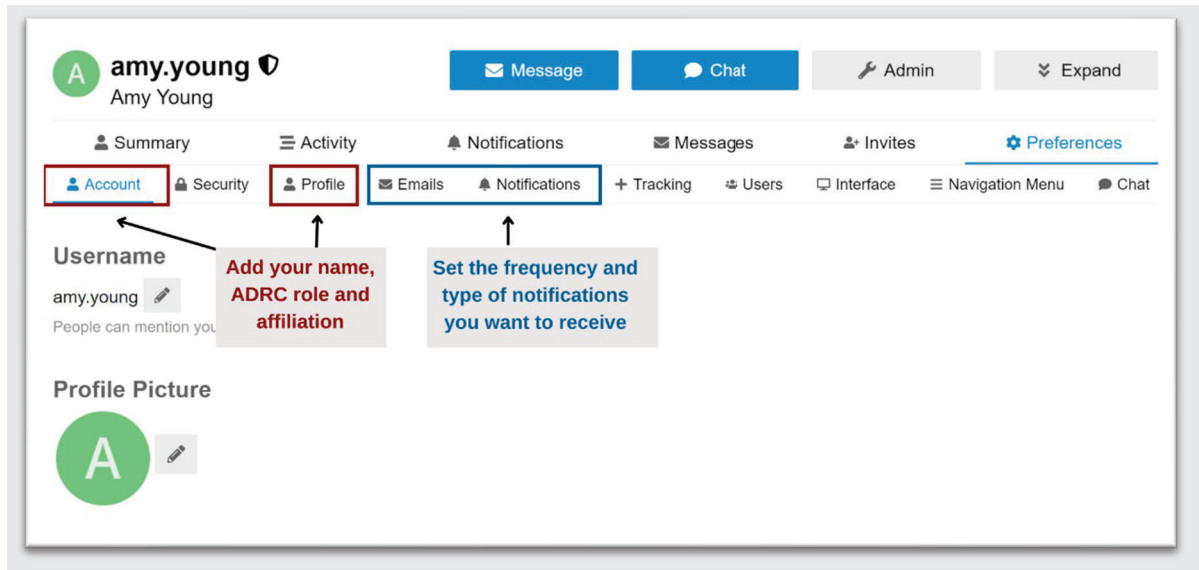 A amy.young
Amy Young
Message Chat Admin Expand
Summary Activity Notifications Messages Invites Preferences
Account Security Profile Emails Notifications Tracking Users Interface Navigation Menu Chat
Username
amy.young
People can mention you
Add your name,
ADRC role and
affiliation
Set the frequency and
type of notifications
you want to receive
Profile Picture
A